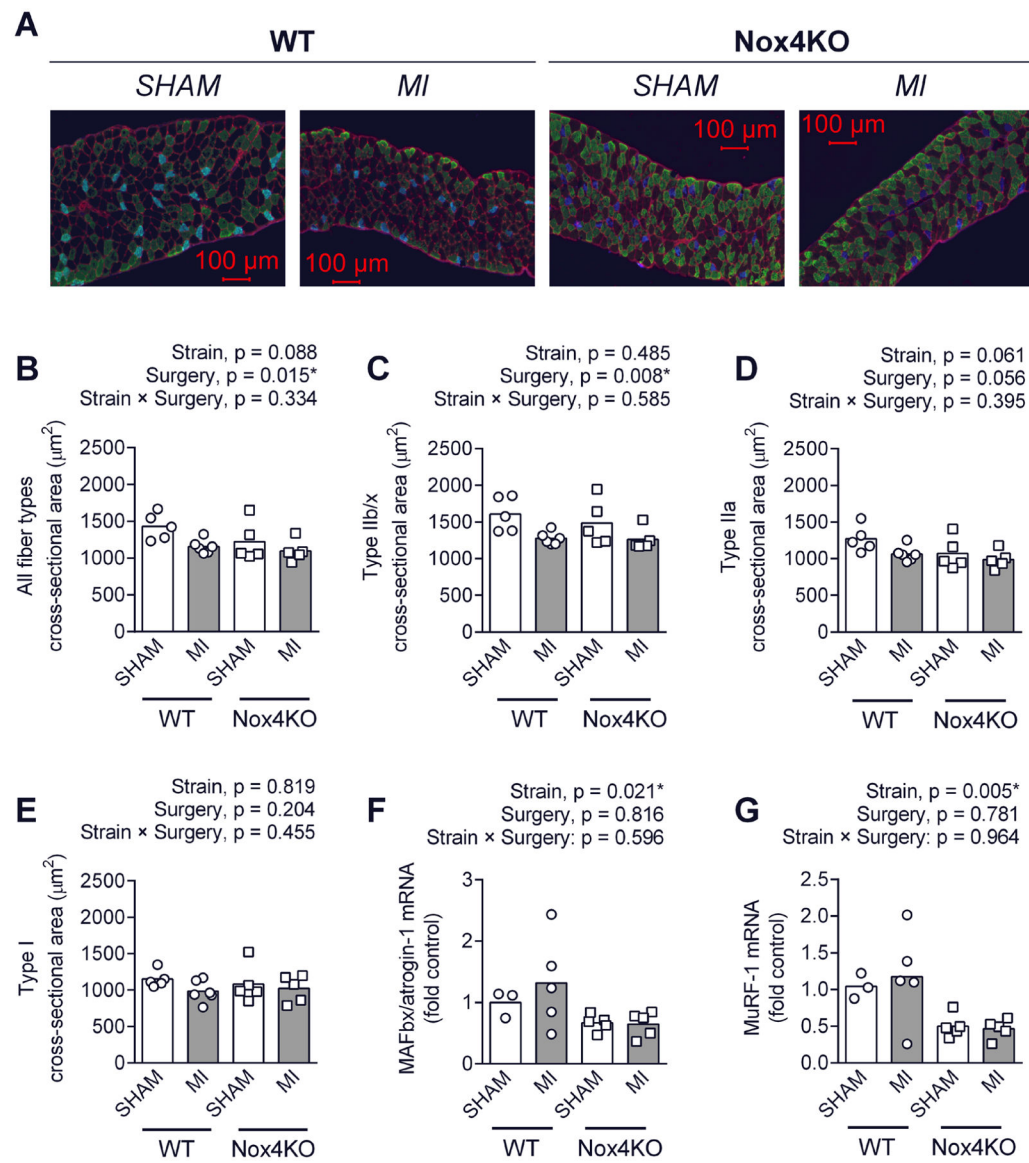 A
WT
Nox4KO
SHAM
MI
SHAM
MI
100 µm
100 µm
100 µm
100 µm
B
Strain, p = 0.088
Surgery, p = 0.015*
Strain × Surgery, p = 0.334
All fiber types
cross-sectional area (µm²)
2500
2000
1500
1000
500
0
SHAM
MI
SHAM
MI
WT
Nox4KO
C
Strain, p = 0.485
Surgery, p = 0.008*
Strain × Surgery, p = 0.585
Type IIb/x
cross-sectional area (µm²)
2500
2000
1500
1000
500
0
SHAM
MI
SHAM
MI
WT
Nox4KO
D
Strain, p = 0.061
Surgery, p = 0.056
Strain × Surgery, p = 0.395
Type IIa
cross-sectional area (µm²)
2500
2000
1500
1000
500
0
SHAM
MI
SHAM
MI
WT
Nox4KO
E
Strain, p = 0.819
Surgery, p = 0.204
Strain × Surgery, p = 0.455
Type I
cross-sectional area (µm²)
2500
2000
1500
1000
500
0
SHAM
MI
SHAM
MI
WT
Nox4KO
F
Strain, p = 0.021*
Surgery, p = 0.816
Strain × Surgery: p = 0.596
MAFbx/atrogin-1 mRNA
(fold control)
3
2
1
0
SHAM
MI
SHAM
MI
WT
Nox4KO
G
Strain, p = 0.005*
Surgery, p = 0.781
Strain × Surgery: p = 0.964
MuRF-1 mRNA
(fold control)
2.5
2.0
1.5
1.0
0.5
0.0
SHAM
MI
SHAM
MI
WT
Nox4KO